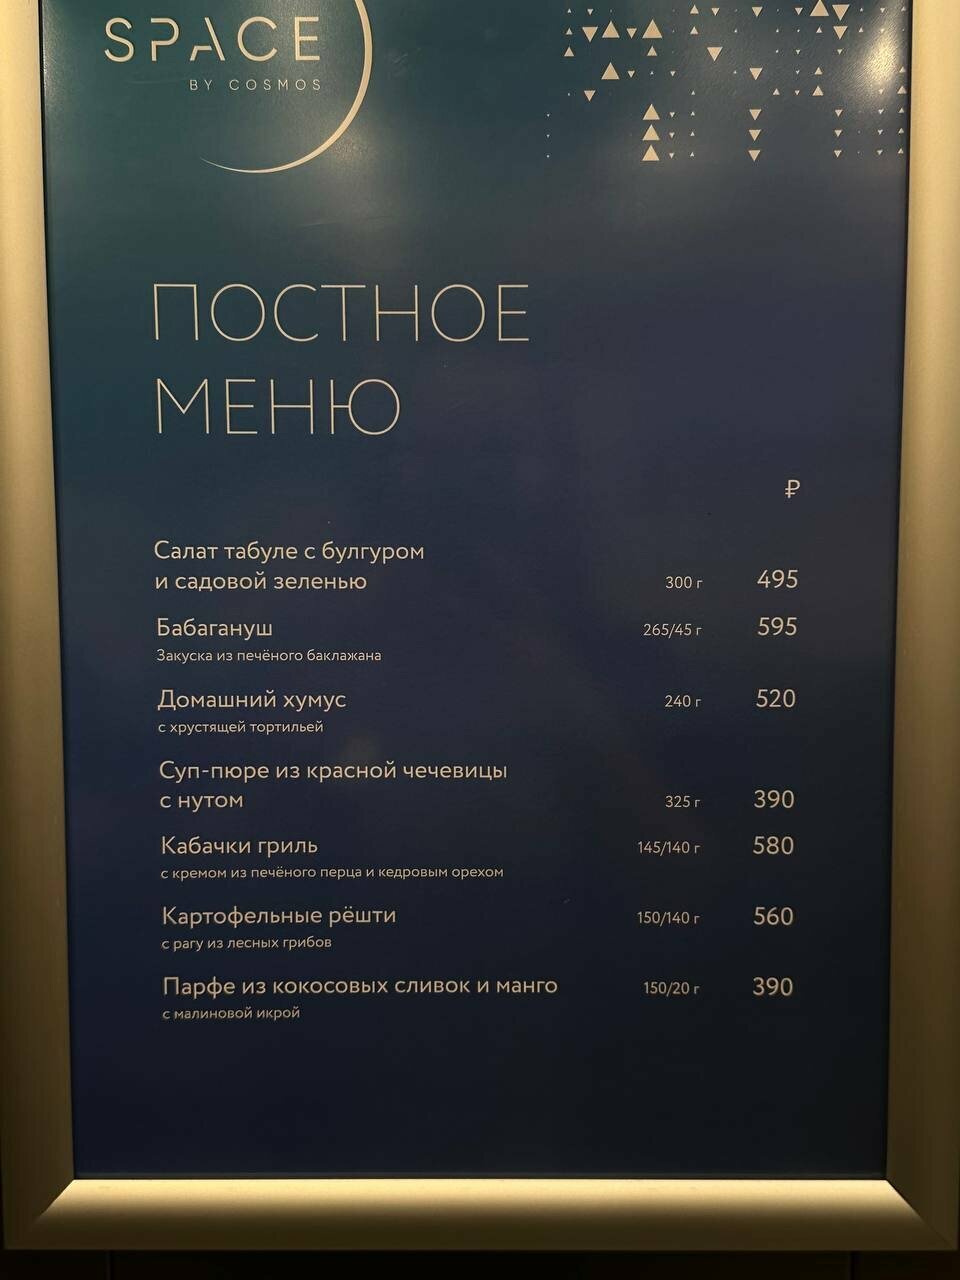 SPACE
BY COSMOS
ПОСТНОЕ
МЕНЮ
₽
Салат табуле с булгуром
и садовой зеленью 300 г 495
Бабагануш 265/45 г 595
Закуска из печёного баклажана
Домашний хумус 240 г 520
с хрустящей тортильей
Суп-пюре из красной чечевицы
с нутом 325 г 390
Кабачки гриль 145/140 г 580
с кремом из печёного перца и кедровым орехом
Картофельные рёшти 150/140 г 560
с рагу из лесных грибов
Парфе из кокосовых сливок и манго 150/20 г 390
с малиновой икрой